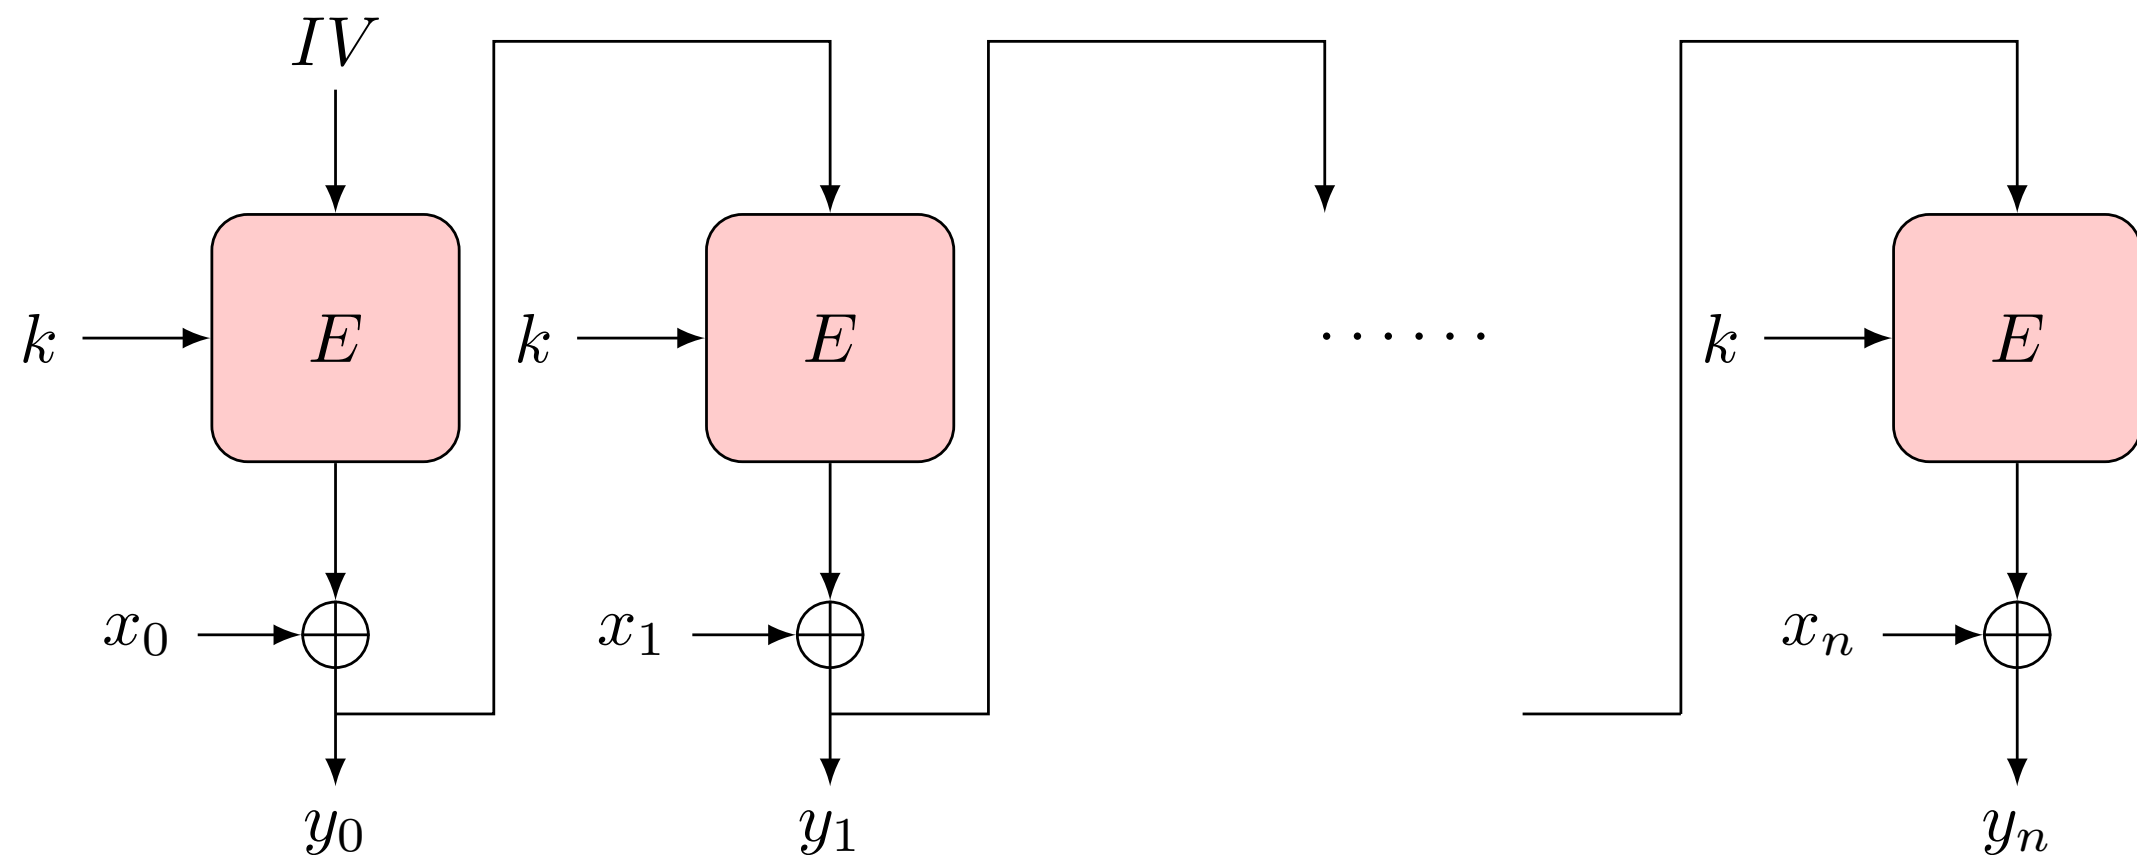 IV
k E k E ...... k E
x₀ x₁ xₙ
y₀ y₁ yₙ